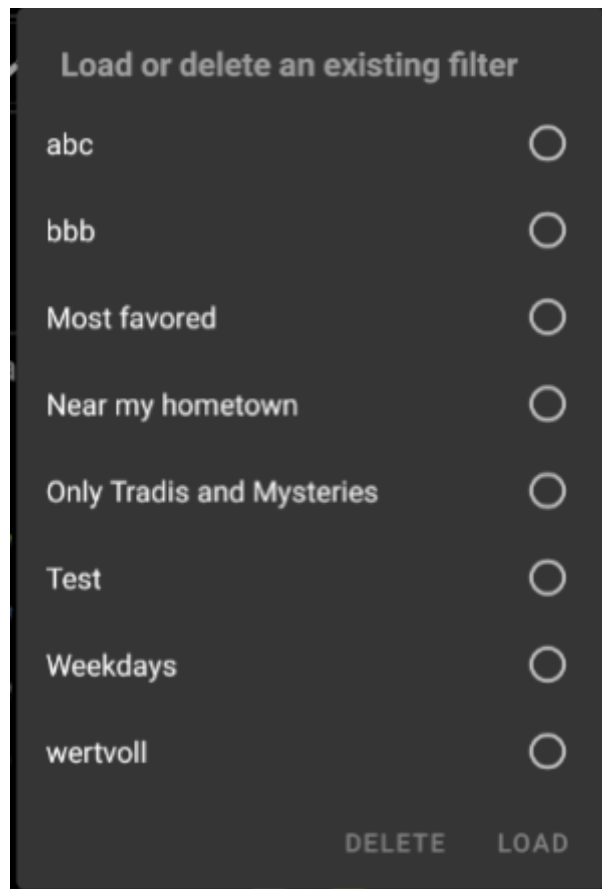 Load or delete an existing filter
abc
bbb
Most favored
Near my hometown
Only Tradis and Mysteries
Test
Weekdays
wertvoll
DELETE LOAD